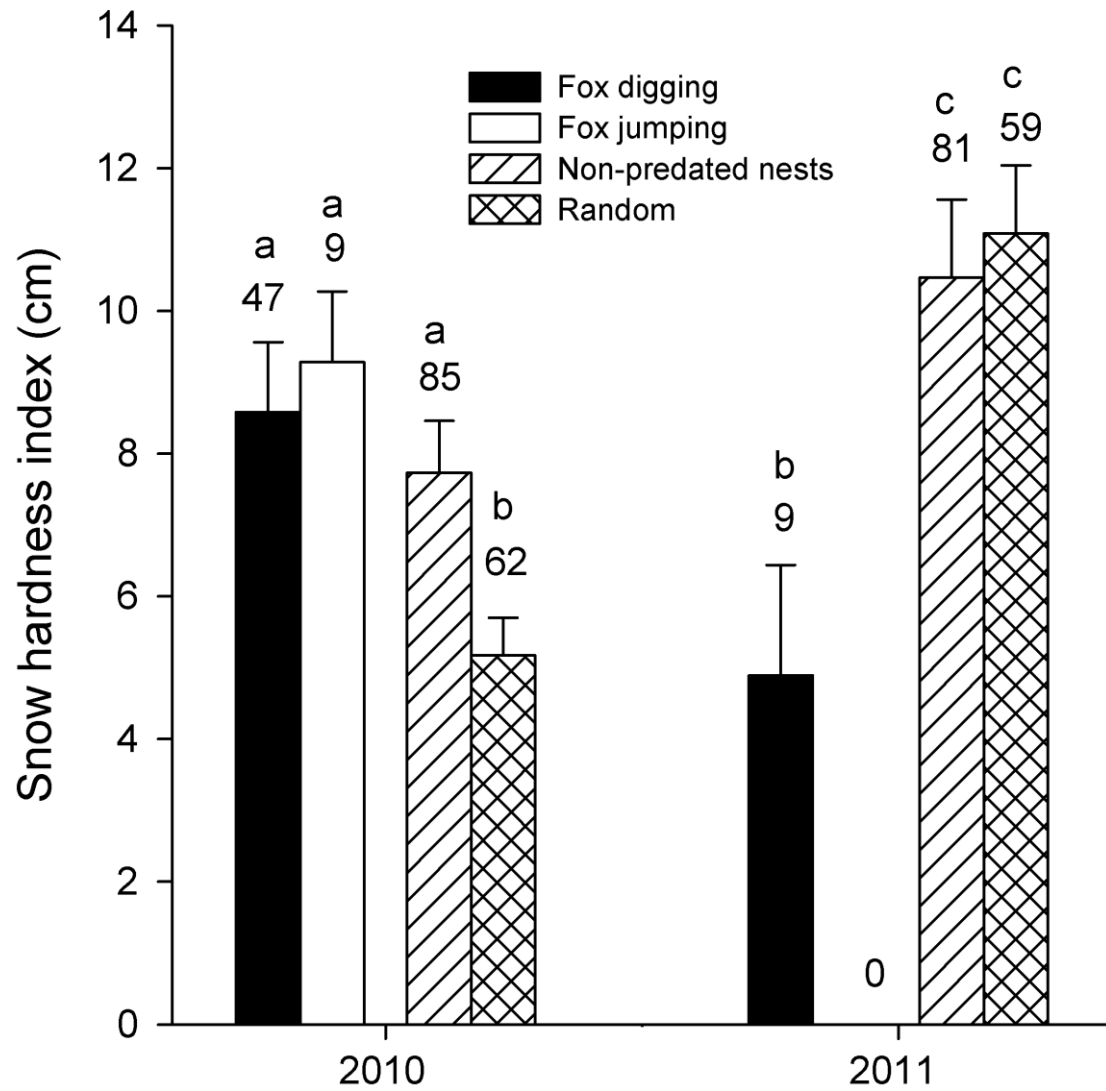 Snow hardness index (cm)
14
12
10
8
6
4
2
0
Fox digging
Fox jumping
Non-predated nests
Random
a
47
a
9
a
85
b
62
b
9
0
c
81
c
59
2010
2011